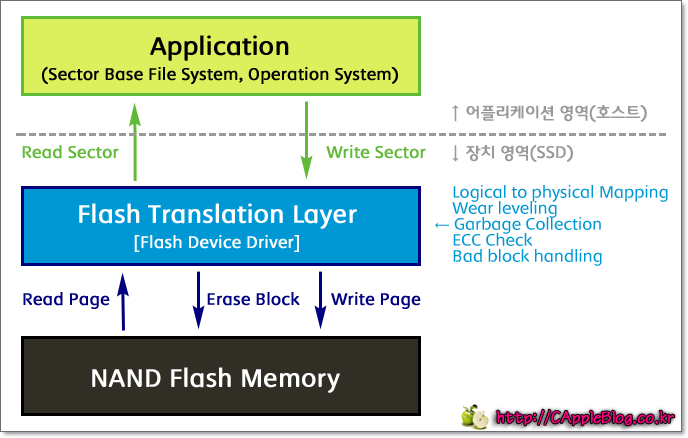 Application
(Sector Base File System, Operation System)
↑ 어플리케이션 영역(호스트)
Read Sector
Write Sector
↓ 장치 영역(SSD)
Flash Translation Layer
[Flash Device Driver]
Logical to physical Mapping
Wear leveling
← Garbage Collection
ECC Check
Bad block handling
Read Page
Erase Block
Write Page
NAND Flash Memory
http://CAppleBlog.co.kr